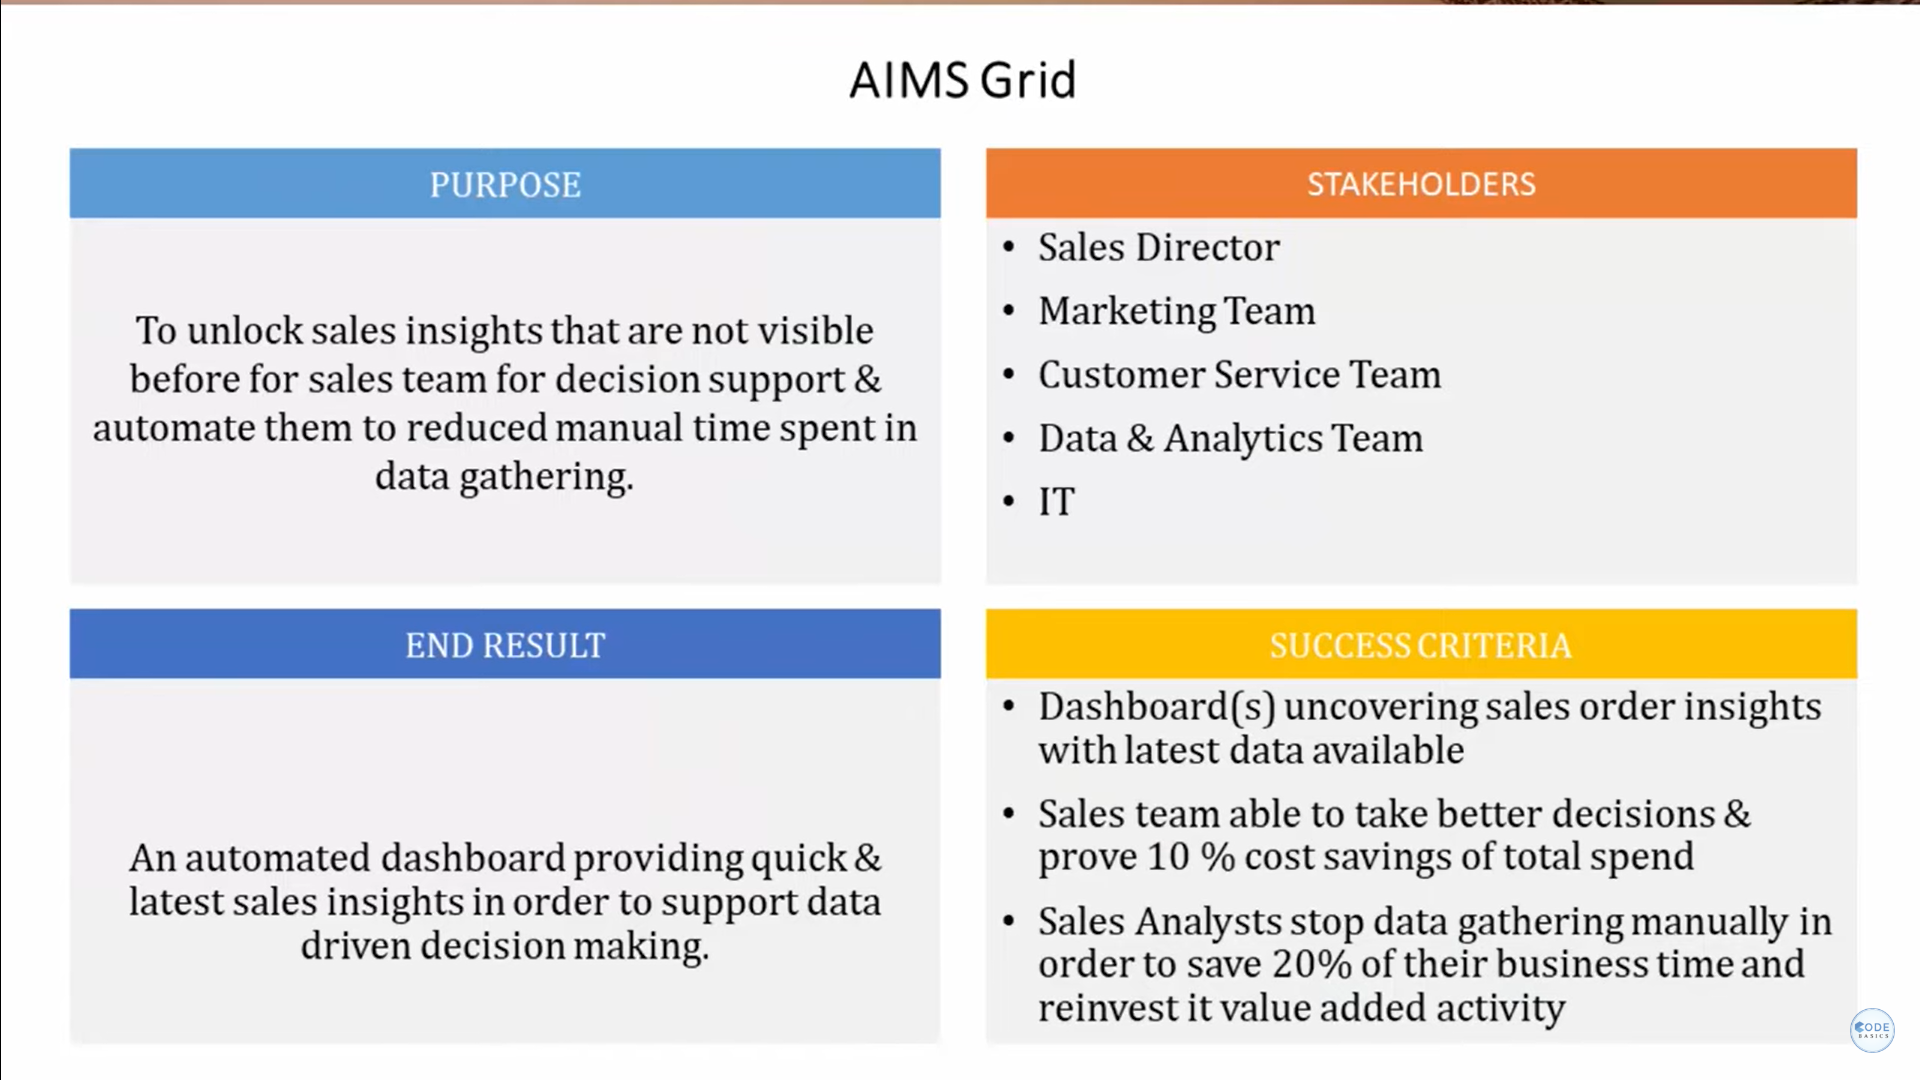 AIMS Grid
PURPOSE
To unlock sales insights that are not visible
before for sales team for decision support &
automate them to reduced manual time spent in
data gathering.
STAKEHOLDERS
• Sales Director
• Marketing Team
• Customer Service Team
• Data & Analytics Team
• IT
END RESULT
An automated dashboard providing quick &
latest sales insights in order to support data
driven decision making.
SUCCESS CRITERIA
• Dashboard(s) uncovering sales order insights
with latest data available
• Sales team able to take better decisions &
prove 10 % cost savings of total spend
• Sales Analysts stop data gathering manually in
order to save 20% of their business time and
reinvest it value added activity
CODE
BASICS